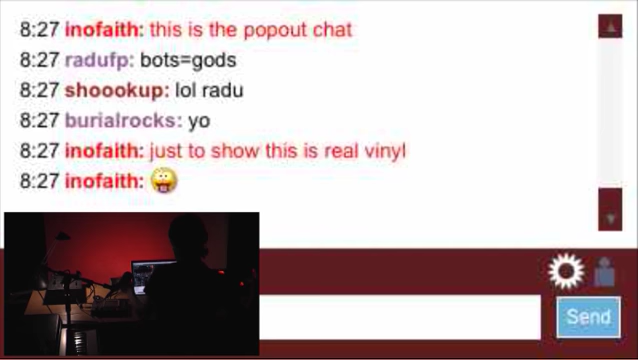 8:27 inofaith: this is the popout chat
8:27 radufp: bots=gods
8:27 shoookup: lol radu
8:27 burialrocks: yo
8:27 inofaith: just to show this is real vinyl
8:27 inofaith:
Send